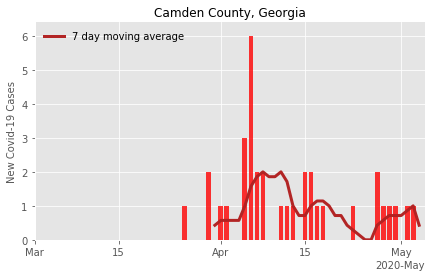 Camden County, Georgia
7 day moving average
New Covid-19 Cases
6
5
4
3
2
1
0
Mar 15 Apr 15 May
2020-May